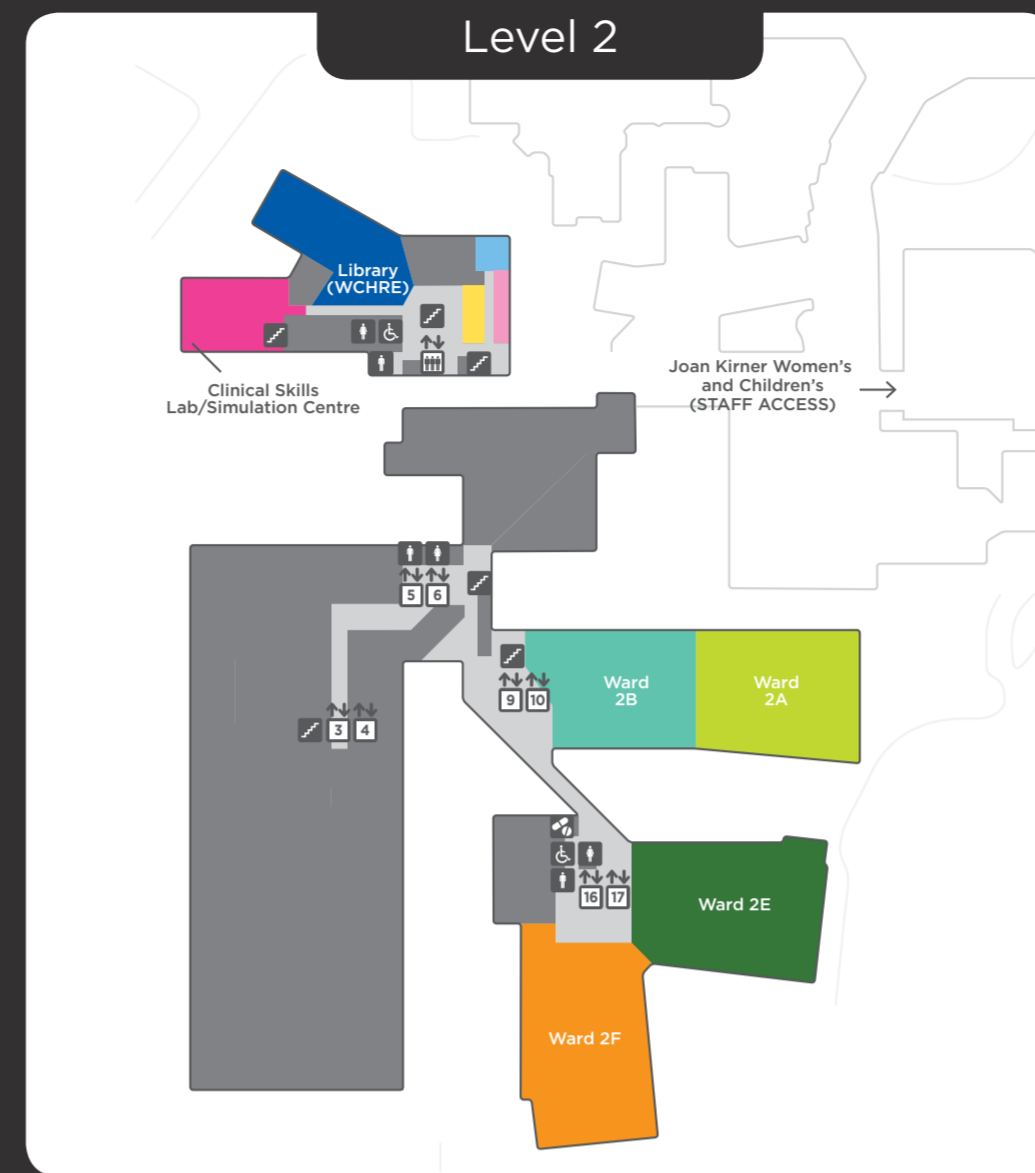 Level 2
Library
(WCHRE)
Clinical Skills
Lab/Simulation Centre
Joan Kirner Women's
and Children's
(STAFF ACCESS)
5 6
Ward
2B
Ward
2A
9 10
3 4
16 17
Ward 2E
Ward 2F